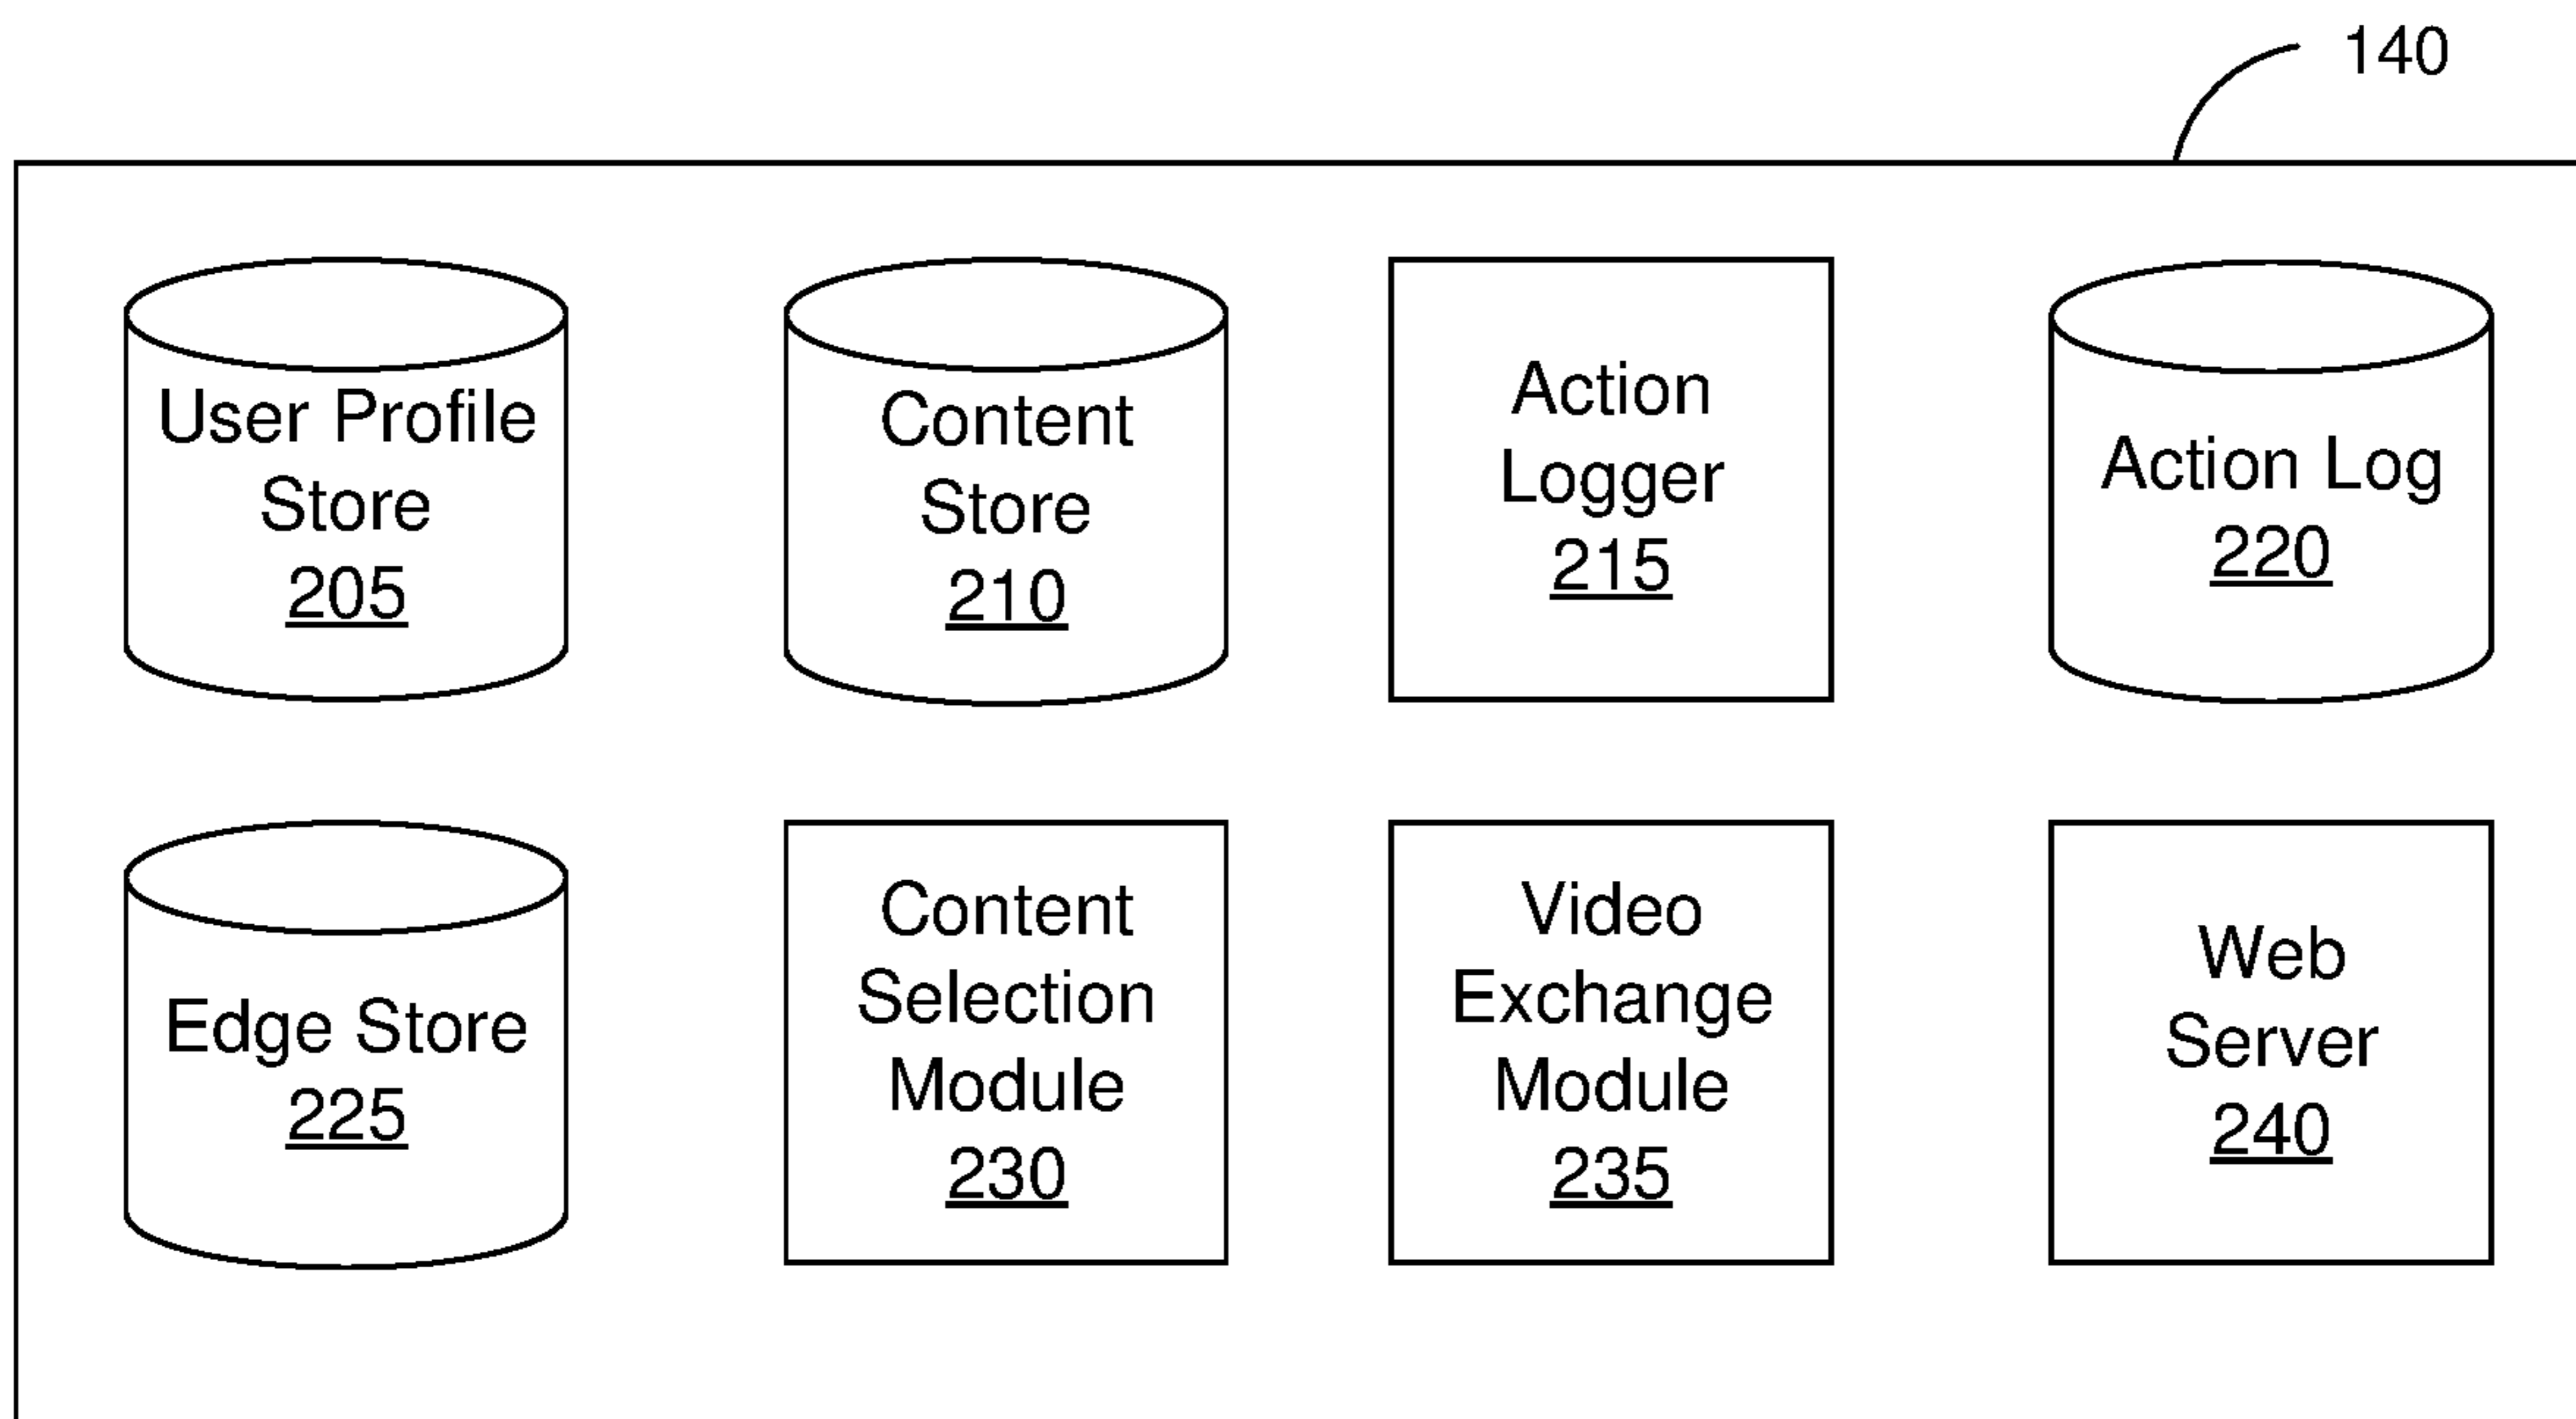 140
User Profile
Store
205
Content
Store
210
Action
Logger
215
Action Log
220
Edge Store
225
Content
Selection
Module
230
Video
Exchange
Module
235
Web
Server
240